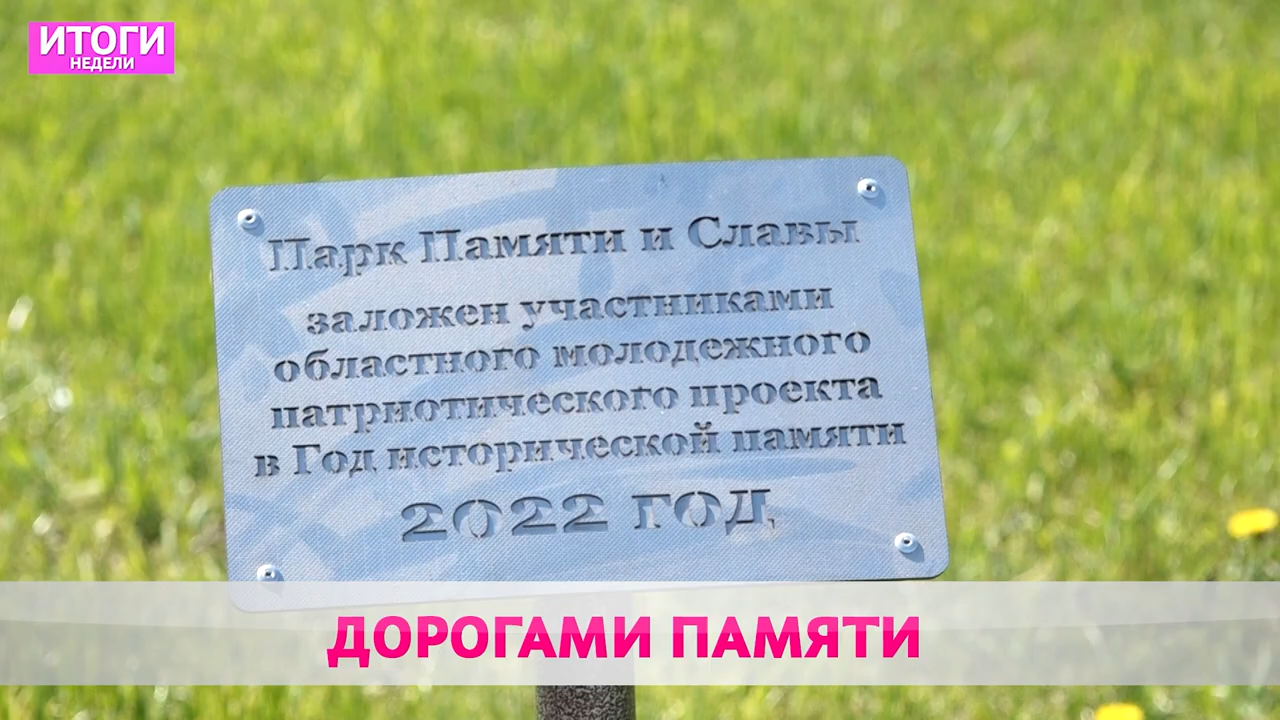 ИТОГИ
НЕДЕЛИ
Парк Памяти и Славы
заложен участниками
областного молодежного
патриотического проекта
в Год исторической памяти
2022 год
ДОРОГАМИ ПАМЯТИ